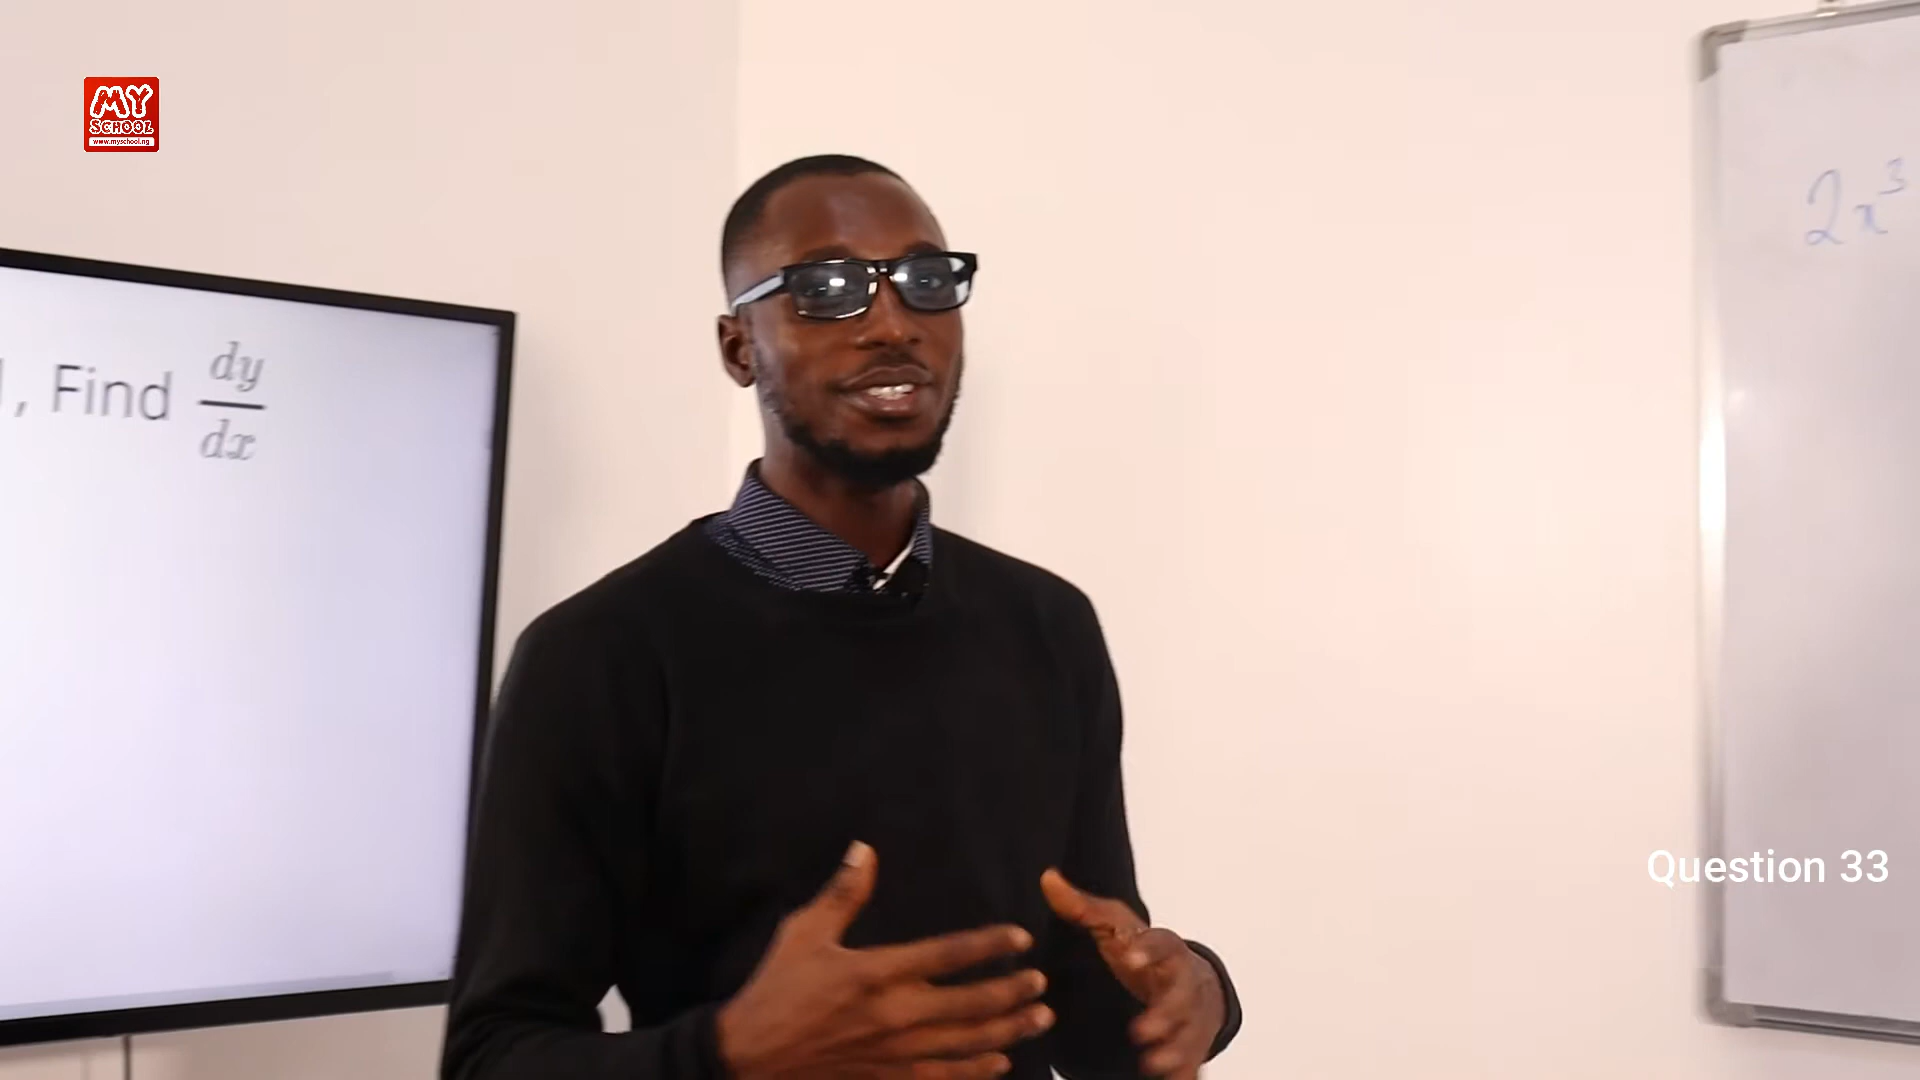 MY
SCHOOL
www.myschool.ng
, Find dy/dx
2x³
Question 33